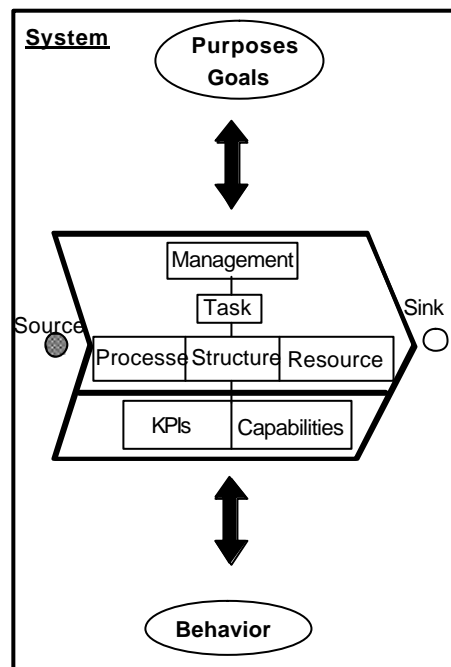 System
Purposes
Goals
Management
Task
Source
Sink
Processe
Structure
Resource
KPIs
Capabilities
Behavior